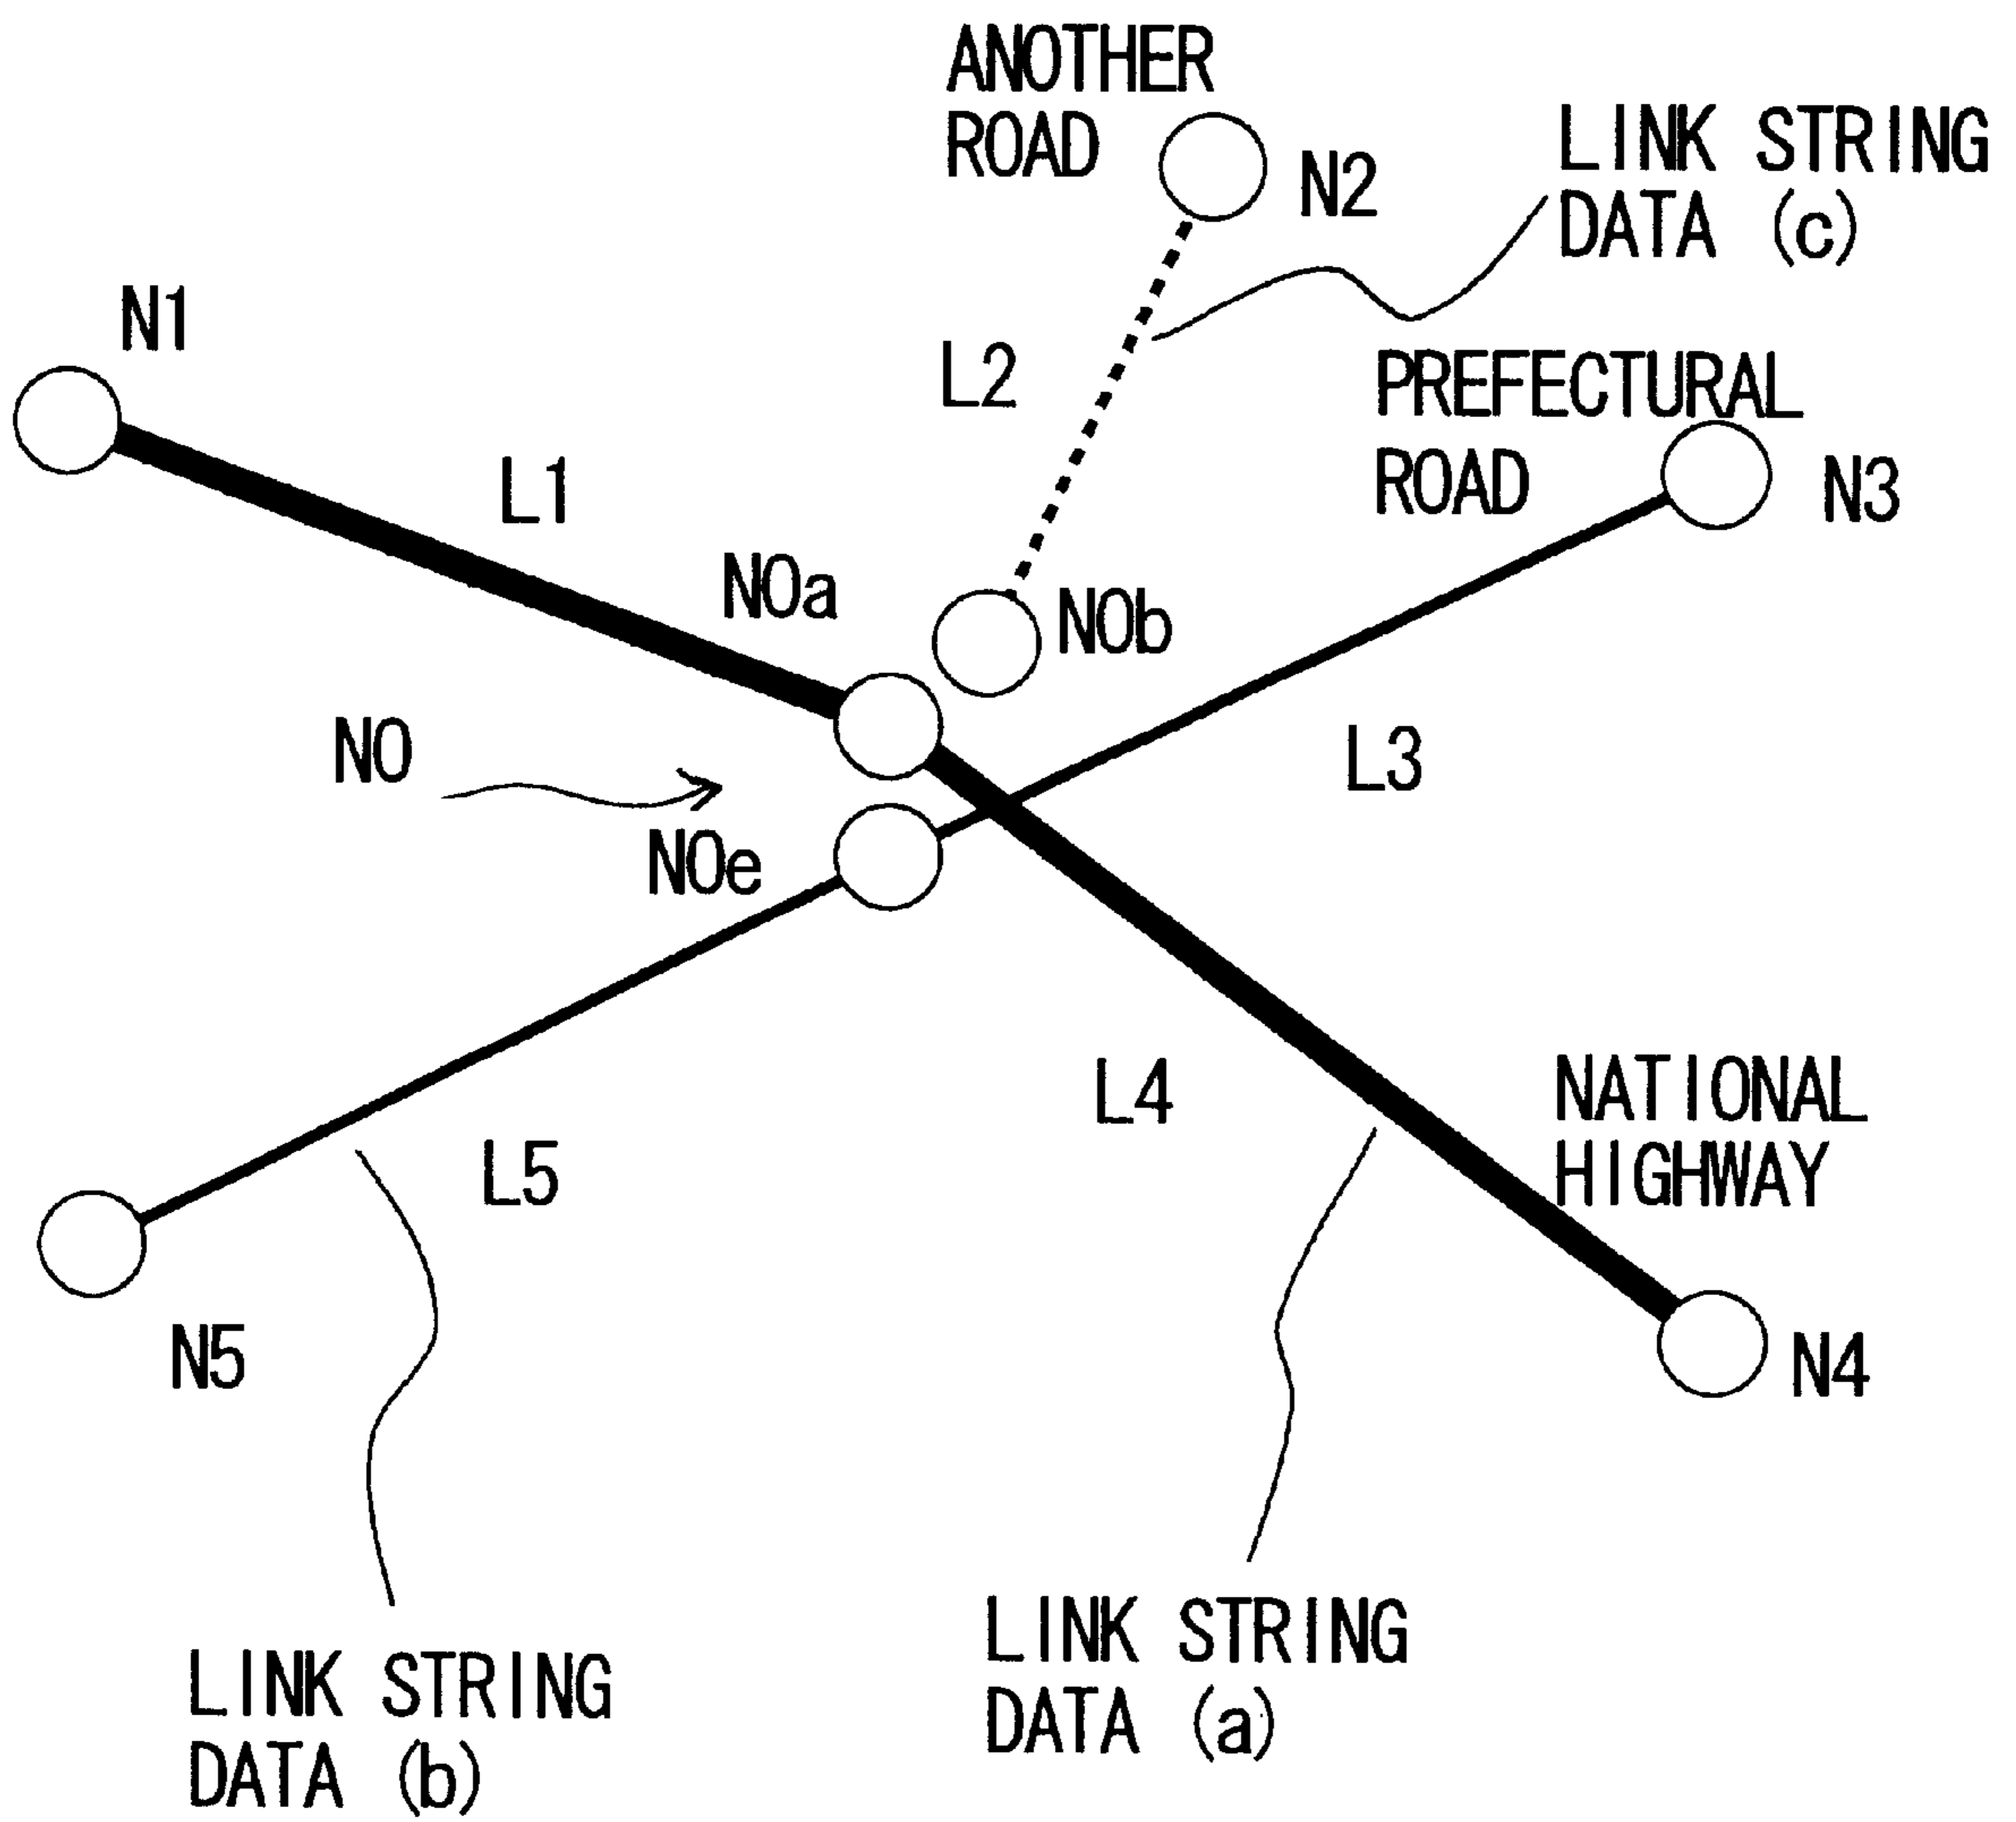 ANOTHER
ROAD
N2
LINK STRING
DATA (c)
N1
L2
PREFECTURAL
ROAD
N3
L1
N0a
N0b
N0
L3
N0e
L4
NATIONAL
HIGHWAY
L5
N5
N4
LINK STRING
DATA (a)
LINK STRING
DATA (b)